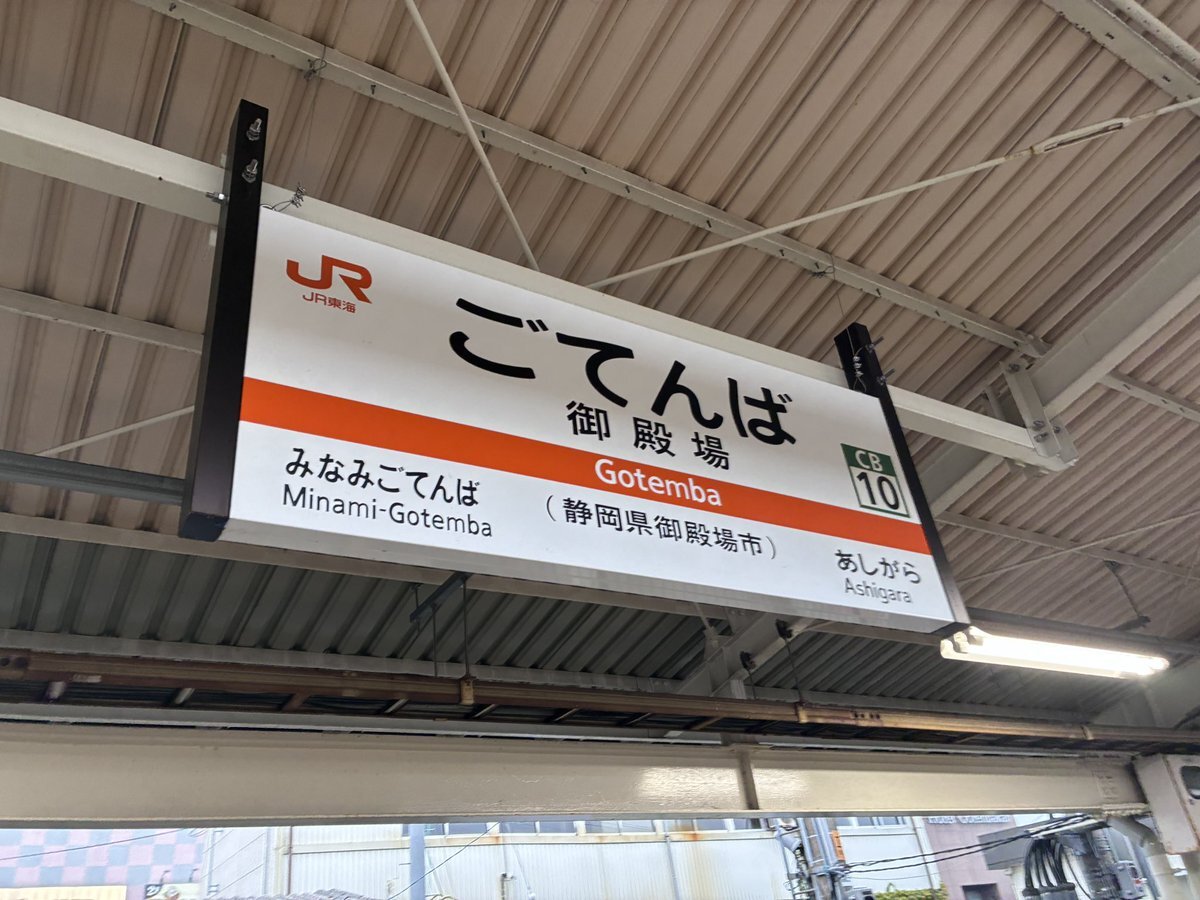 JR
JR東海
ごてんば
御殿場
Gotemba
CB
10
みなみごてんば
Minami-Gotemba
(静岡県御殿場市)
あしがら
Ashigara